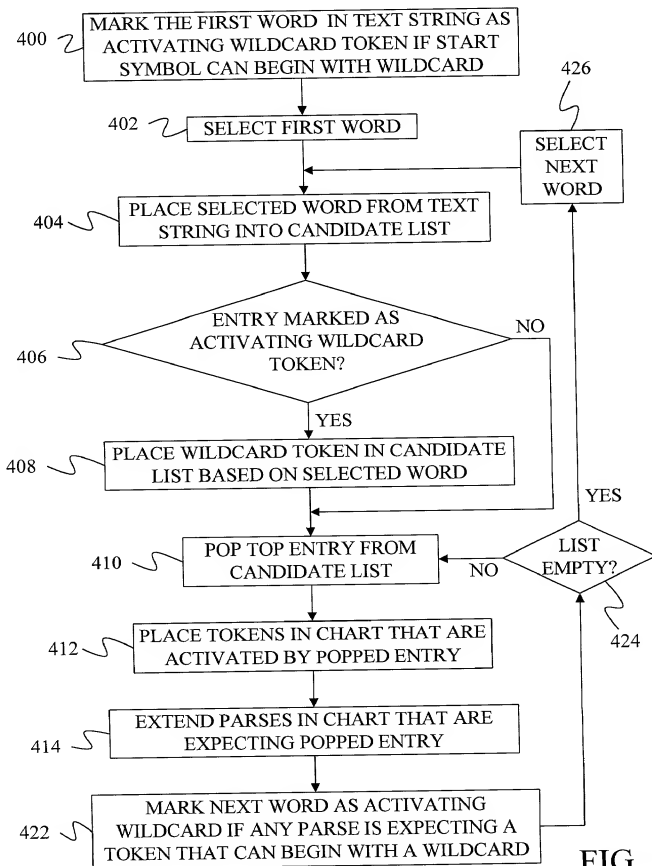 400
MARK THE FIRST WORD IN TEXT STRING AS
ACTIVATING WILDCARD TOKEN IF START
SYMBOL CAN BEGIN WITH WILDCARD
402
SELECT FIRST WORD
426
SELECT
NEXT
WORD
404
PLACE SELECTED WORD FROM TEXT
STRING INTO CANDIDATE LIST
406
ENTRY MARKED AS
ACTIVATING WILDCARD
TOKEN?
NO
YES
408
PLACE WILDCARD TOKEN IN CANDIDATE
LIST BASED ON SELECTED WORD
410
POP TOP ENTRY FROM
CANDIDATE LIST
YES
LIST
EMPTY?
NO
424
412
PLACE TOKENS IN CHART THAT ARE
ACTIVATED BY POPPED ENTRY
414
EXTEND PARSES IN CHART THAT ARE
EXPECTING POPPED ENTRY
422
MARK NEXT WORD AS ACTIVATING
WILDCARD IF ANY PARSE IS EXPECTING A
TOKEN THAT CAN BEGIN WITH A WILDCARD
FIG